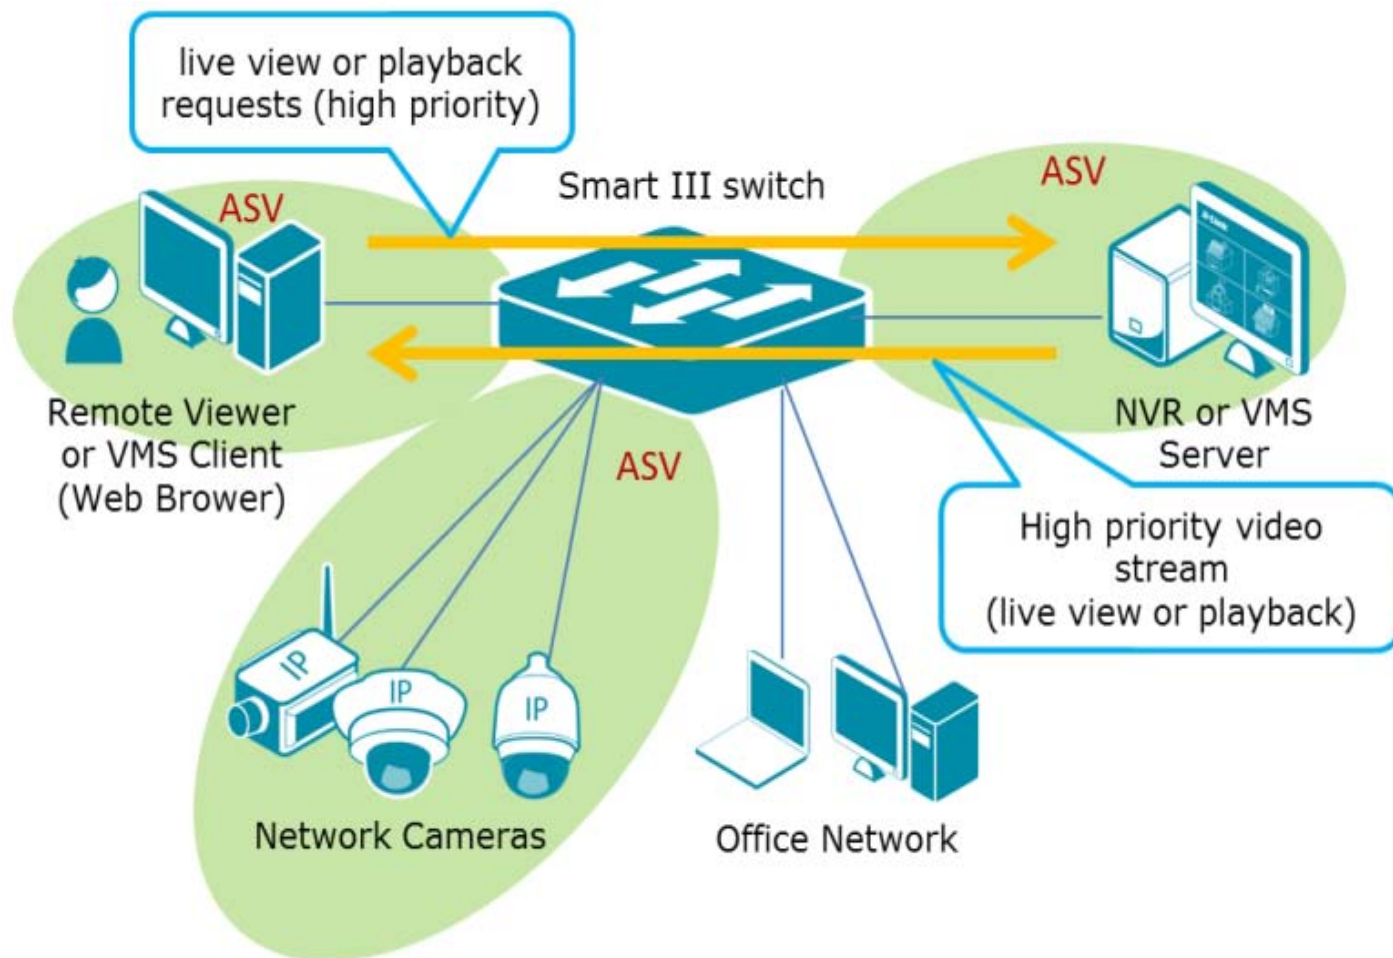 live view or playback
requests (high priority)
Smart III switch
ASV
ASV
Remote Viewer
or VMS Client
(Web Brower)
NVR or VMS
Server
ASV
High priority video
stream
(live view or playback)
IP
IP
IP
Network Cameras
Office Network